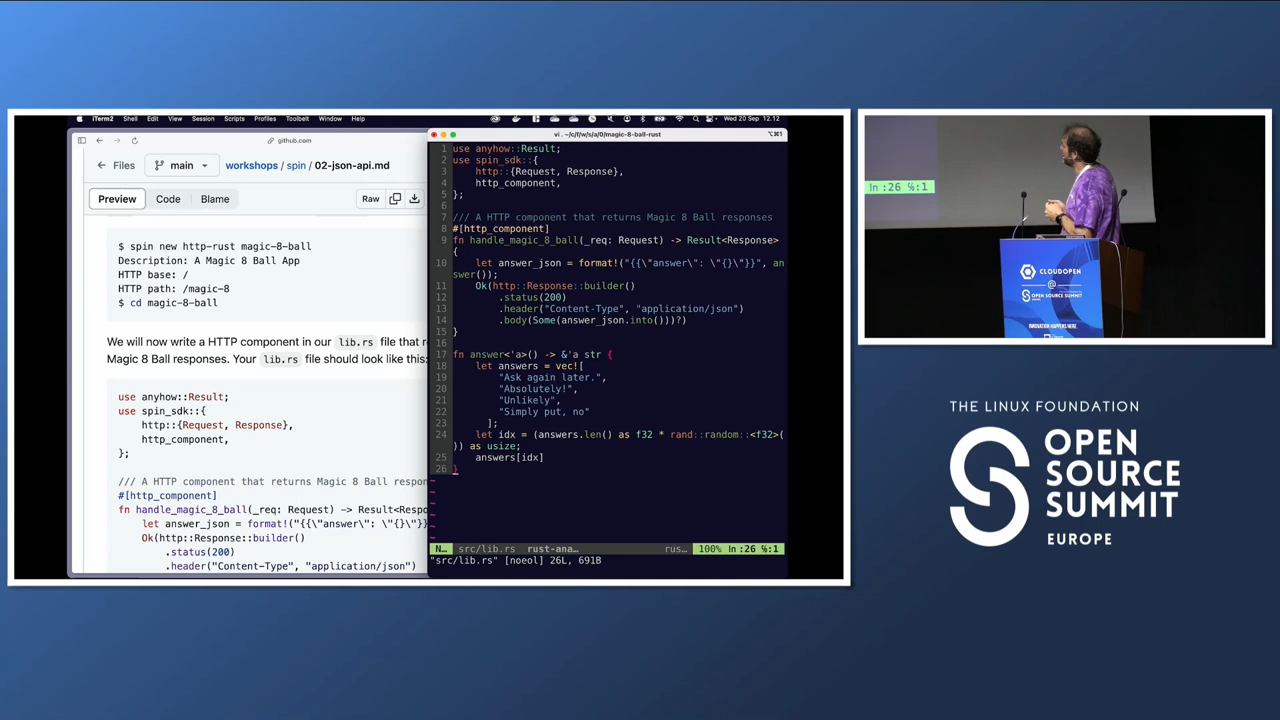 iTerm2 Shell Edit View Session Scripts Profiles Toolbelt Window Help
Wed 20 Sep 12.12
github.com
Files main workshops / spin / 02-json-api.md
Preview Code Blame Raw
$ spin new http-rust magic-8-ball
Description: A Magic 8 Ball App
HTTP base: /
HTTP path: /magic-8
$ cd magic-8-ball
We will now write a HTTP component in our lib.rs file that r
Magic 8 Ball responses. Your lib.rs file should look like this:
use anyhow::Result;
use spin_sdk::{
http::{Request, Response},
http_component,
};
/// A HTTP component that returns Magic 8 Ball respon
#[http_component]
fn handle_magic_8_ball(_req: Request) -> Result<Respo
let answer_json = format!("{{\"answer\": \"{}\"}}"
Ok(http::Response::builder()
.status(200)
.header("Content-Type", "application/json")
vi . ~/c/f/w/s/a/0/magic-8-ball-rust
⌥⌘1
1 use anyhow::Result;
2 use spin_sdk::{
3 http::{Request, Response},
4 http_component,
5 };
6
7 /// A HTTP component that returns Magic 8 Ball responses
8 #[http_component]
9 fn handle_magic_8_ball(_req: Request) -> Result<Response>
{
10 let answer_json = format!("{{\"answer\": \"{}\"}}", an
swer());
11 Ok(http::Response::builder()
12 .status(200)
13 .header("Content-Type", "application/json")
14 .body(Some(answer_json.into()))?)
15 }
16
17 fn answer<'a>() -> &'a str {
18 let answers = vec![
19 "Ask again later.",
20 "Absolutely!",
21 "Unlikely",
22 "Simply put, no"
23 ];
24 let idx = (answers.len() as f32 * rand::random::<f32>(
)) as usize;
25 answers[idx]
26 }
~
~
~
~
~
N… src/lib.rs rust-ana… rus… 100% ln:26 ℅:1
"src/lib.rs" [noeol] 26L, 691B
ln :26 ℅:1
CLOUDOPEN
@
OPEN SOURCE SUMMIT
INNOVATION HAPPENS HERE.
THE LINUX FOUNDATION
OPEN
SOURCE
SUMMIT
EUROPE